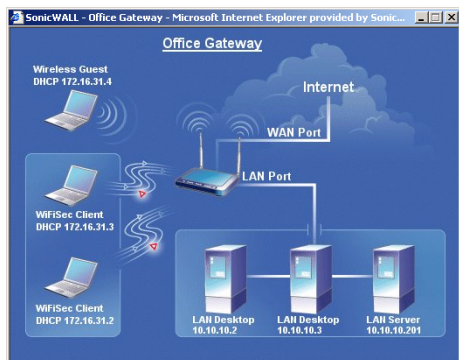 SonicWALL - Office Gateway - Microsoft Internet Explorer provided by Sonic...
Office Gateway
Wireless Guest
DHCP 172.16.31.4
Internet
WAN Port
LAN Port
WiFiSec Client
DHCP 172.16.31.3
WiFiSec Client
DHCP 172.16.31.2
LAN Desktop
10.10.10.2
LAN Desktop
10.10.10.3
LAN Server
10.10.10.201